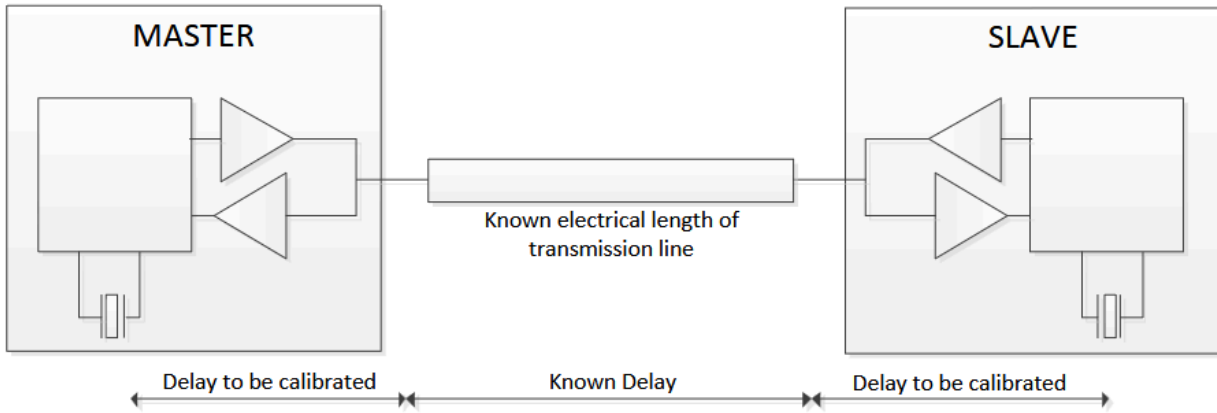 MASTER
SLAVE
Known electrical length of
transmission line
Delay to be calibrated
Known Delay
Delay to be calibrated